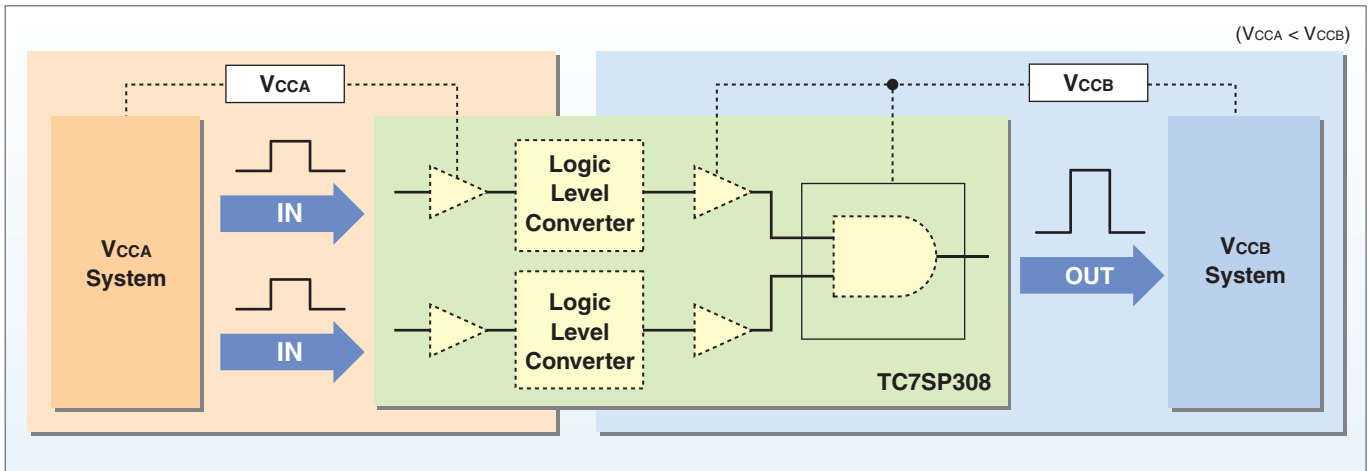 (VCCA < VCCB)
VCCA
VCCB
VCCA
System
IN
IN
Logic
Level
Converter
Logic
Level
Converter
TC7SP308
OUT
VCCB
System